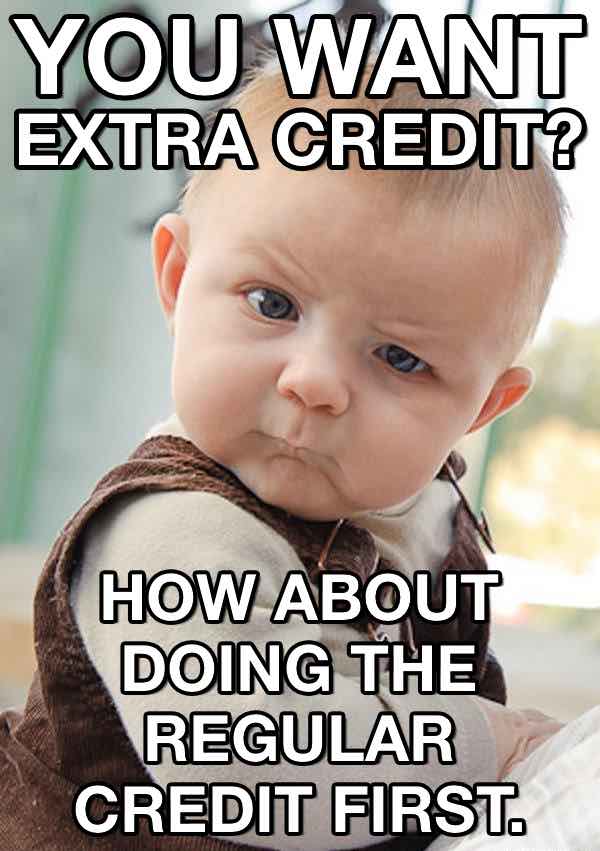 YOU WANT
EXTRA CREDIT?
HOW ABOUT
DOING THE
REGULAR
CREDIT FIRST.